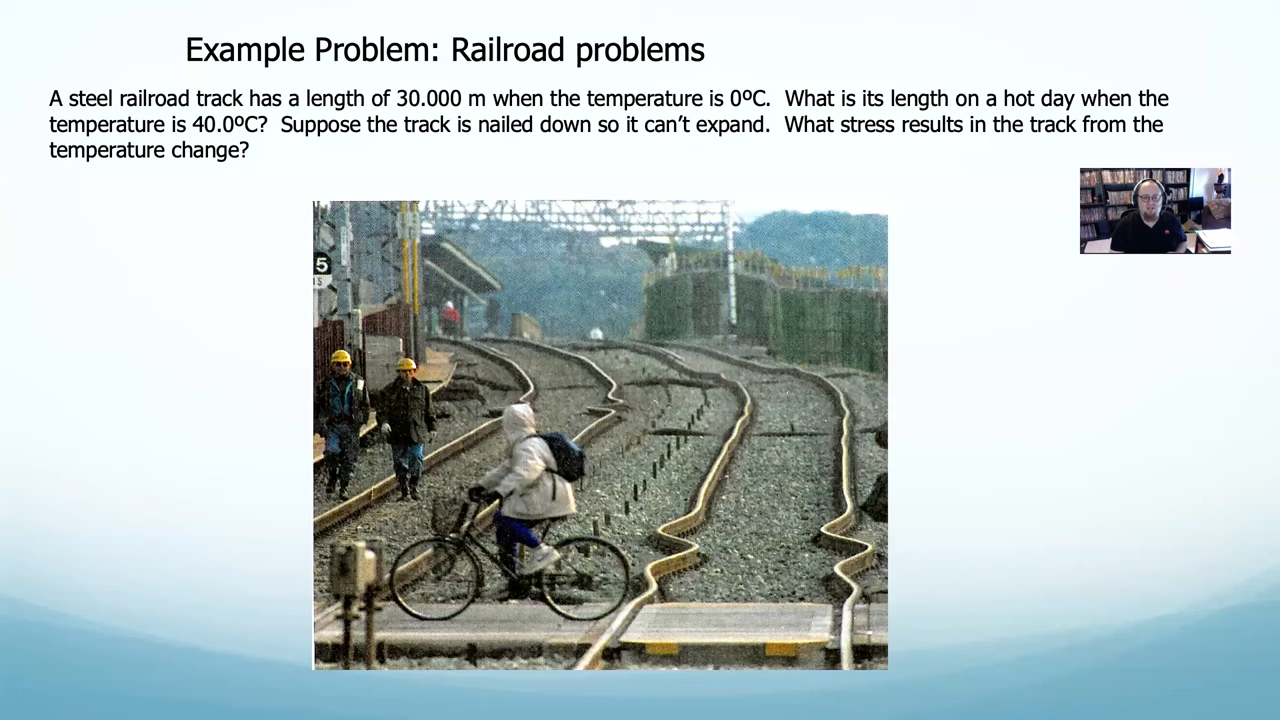 Example Problem: Railroad problems
A steel railroad track has a length of 30.000 m when the temperature is 0ºC.  What is its length on a hot day when the
temperature is 40.0ºC?  Suppose the track is nailed down so it can’t expand.  What stress results in the track from the
temperature change?
5